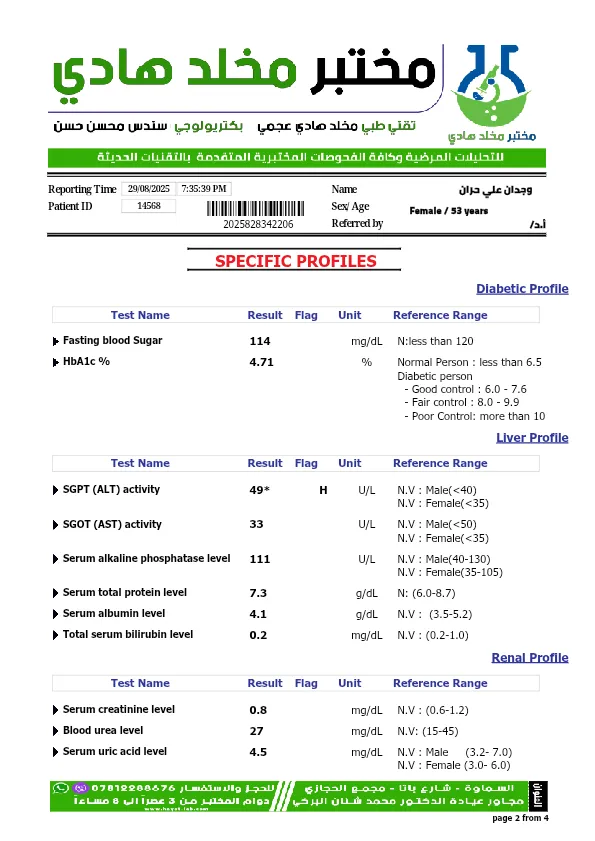 مختبر مخلد هادي
مختبر مخلد هادي
تقني طبي مخلد هادي عجمي بكتريولوجي سندس محسن حسن
للتحليلات المرضية وكافة الفحوصات المختبرية المتقدمة بالتقنيات الحديثة
Reporting Time 29/08/2025 7:35:39 PM Name وجدان علي حران
Patient ID 14568 Sex/ Age Female / 53 years
2025828342206 Referred by أ.د/
SPECIFIC PROFILES
Diabetic Profile
Test Name Result Flag Unit Reference Range
Fasting blood Sugar 114 mg/dL N:less than 120
HbA1c % 4.71 % Normal Person : less than 6.5
Diabetic person
- Good control : 6.0 - 7.6
- Fair control : 8.0 - 9.9
- Poor Control: more than 10
Liver Profile
Test Name Result Flag Unit Reference Range
SGPT (ALT) activity 49* H U/L N.V : Male(<40)
N.V : Female(<35)
SGOT (AST) activity 33 U/L N.V : Male(<50)
N.V : Female(<35)
Serum alkaline phosphatase level 111 U/L N.V : Male(40-130)
N.V : Female(35-105)
Serum total protein level 7.3 g/dL N: (6.0-8.7)
Serum albumin level 4.1 g/dL N.V : (3.5-5.2)
Total serum bilirubin level 0.2 mg/dL N.V : (0.2-1.0)
Renal Profile
Test Name Result Flag Unit Reference Range
Serum creatinine level 0.8 mg/dL N.V : (0.6-1.2)
Blood urea level 27 mg/dL N.V: (15-45)
Serum uric acid level 4.5 mg/dL N.V : Male (3.2- 7.0)
N.V : Female (3.0- 6.0)
العنوان
السماوة - شارع باتا - مجمع الحجازي للحجز والاستفسار 07812288676
مجاور عيادة الدكتور محمد شنان البركي دوام المختبر من 3 عصراً الى 8 مساءاً
www.hayat-lab.com
page 2 from 4